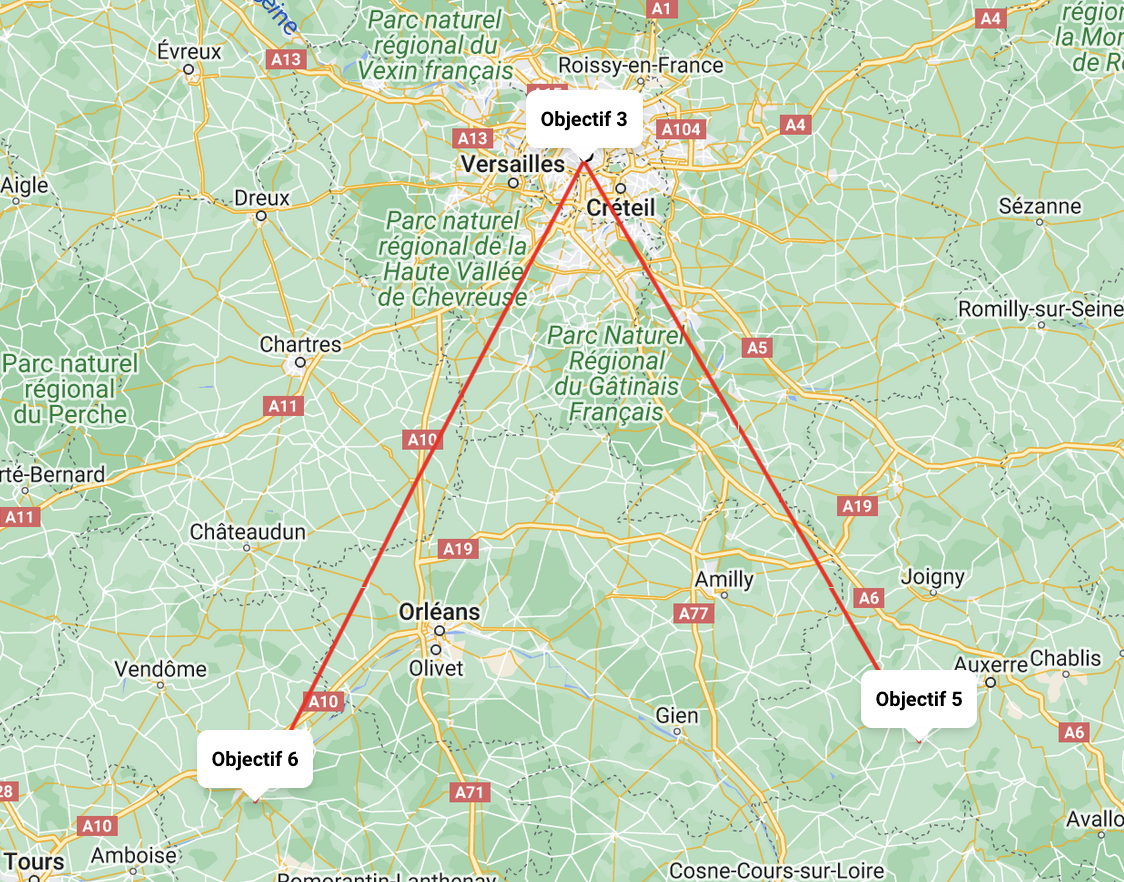 Seine
Parc naturel
régional du
Vexin français
A1
A4
région
la Mon
de Re
Évreux
A13
Roissy-en-France
A15
Objectif 3
A13
A104
A4
Versailles
Aigle
Dreux
Créteil
Sézanne
Parc naturel
régional de la
Haute Vallée
de Chevreuse
Romilly-sur-Seine
Chartres
Parc Naturel
Régional
du Gâtinais
Français
A5
Parc naturel
régional
du Perche
A11
A10
rté-Bernard
A11
A19
Châteaudun
A19
Amilly
Joigny
A6
Orléans
A77
Olivet
Vendôme
Auxerre
Chablis
A10
Objectif 5
Gien
A6
Objectif 6
28
A71
A10
Avallo
Tours
Amboise
Romorantin-Lanthenay
Cosne-Cours-sur-Loire